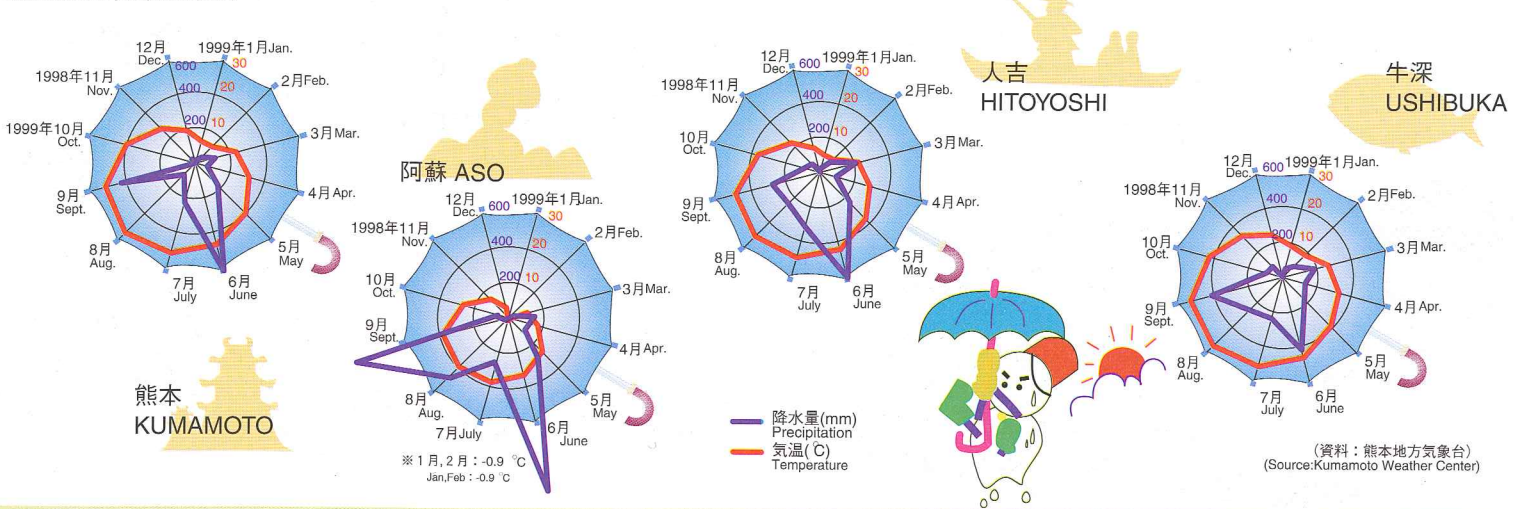 12月
Dec.
1999年1月Jan.
2月Feb.
3月Mar.
4月Apr.
5月
May
6月
June
7月
July
8月
Aug.
9月
Sept.
1999年10月
Oct.
1998年11月
Nov.
600
400
200
30
20
10
熊本
KUMAMOTO
阿蘇 ASO
12月
Dec.
1999年1月Jan.
2月Feb.
3月Mar.
4月Apr.
5月
May
6月
June
7月July
8月
Aug.
9月
Sept.
10月
Oct.
1998年11月
Nov.
600
400
200
30
20
10
※1月,2月:-0.9 ℃
Jan,Feb:-0.9 ℃
人吉
HITOYOSHI
12月
Dec.
1999年1月Jan.
2月Feb.
3月Mar.
4月Apr.
5月
May
6月
June
7月
July
8月
Aug.
9月
Sept.
10月
Oct.
1998年11月
Nov.
600
400
200
30
20
10
牛深
USHIBUKA
12月
Dec.
1999年1月Jan.
2月Feb.
3月Mar.
4月Apr.
5月
May
6月
June
7月
July
8月
Aug.
9月
Sept.
10月
Oct.
1998年11月
Nov.
600
400
200
30
20
10
降水量(mm)
Precipitation
気温(℃)
Temperature
(資料:熊本地方気象台)
(Source:Kumamoto Weather Center)